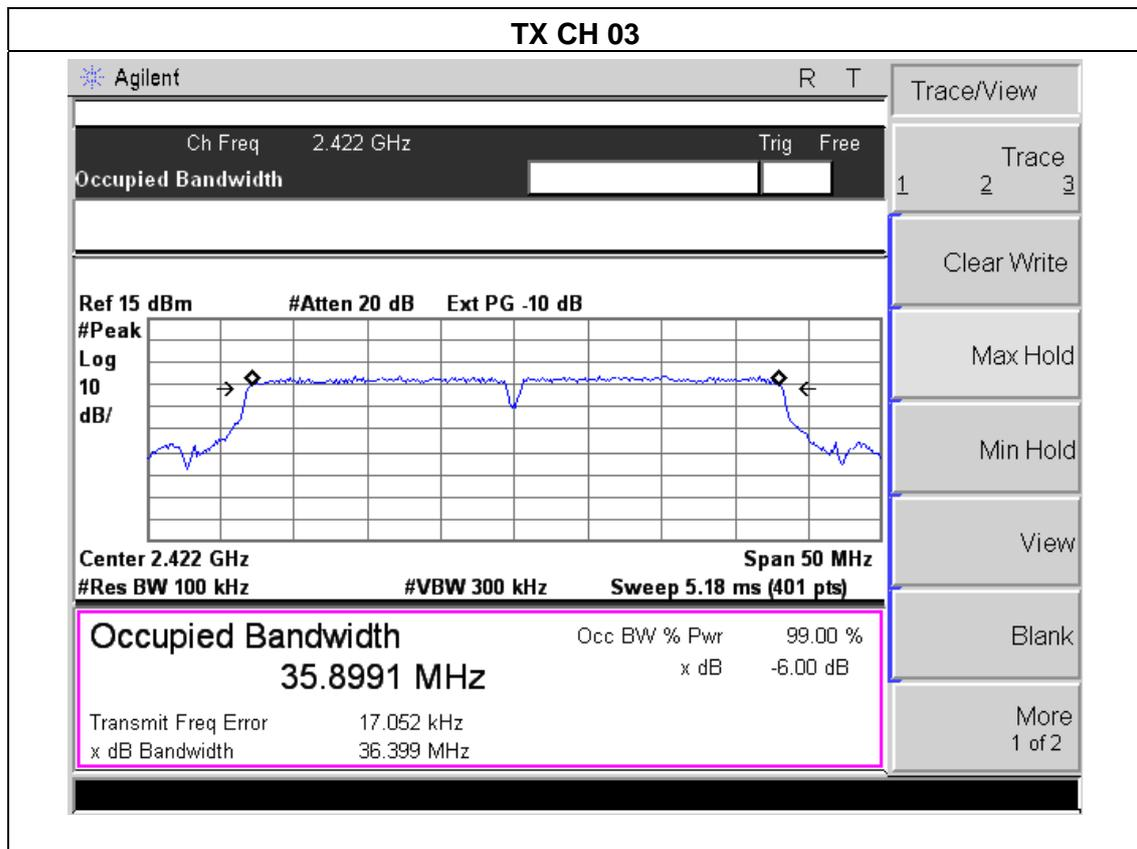 TX CH 03
Agilent R T
Ch Freq 2.422 GHz Trig Free
Occupied Bandwidth
Ref 15 dBm #Atten 20 dB Ext PG -10 dB
#Peak
Log
10
dB/
Center 2.422 GHz Span 50 MHz
#Res BW 100 kHz #VBW 300 kHz Sweep 5.18 ms (401 pts)
Occupied Bandwidth Occ BW % Pwr 99.00 %
35.8991 MHz x dB -6.00 dB
Transmit Freq Error 17.052 kHz
x dB Bandwidth 36.399 MHz
Trace/View
Trace
1 2 3
Clear Write
Max Hold
Min Hold
View
Blank
More
1 of 2